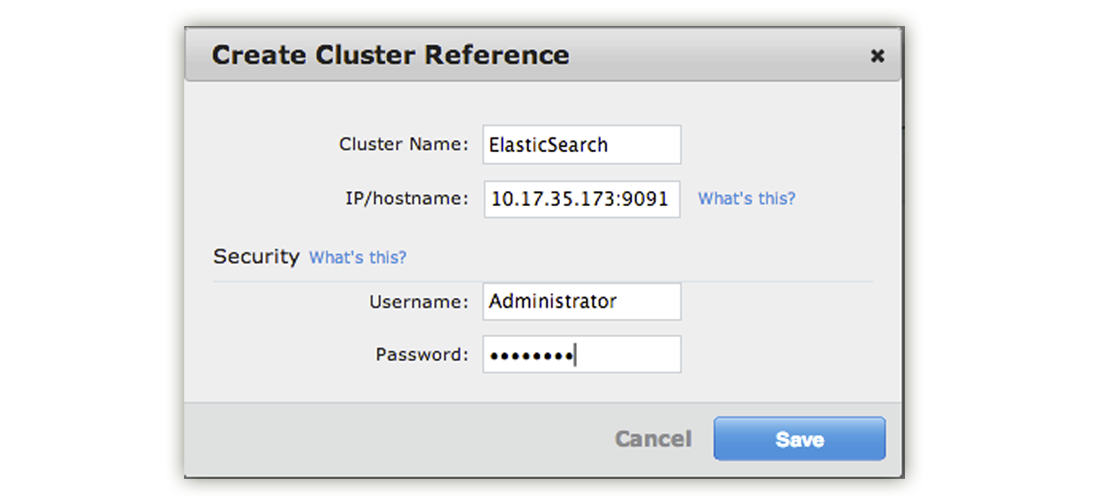 Create Cluster Reference
Cluster Name: ElasticSearch
IP/hostname: 10.17.35.173:9091 What's this?
Security What's this?
Username: Administrator
Password: ••••••••
Cancel Save